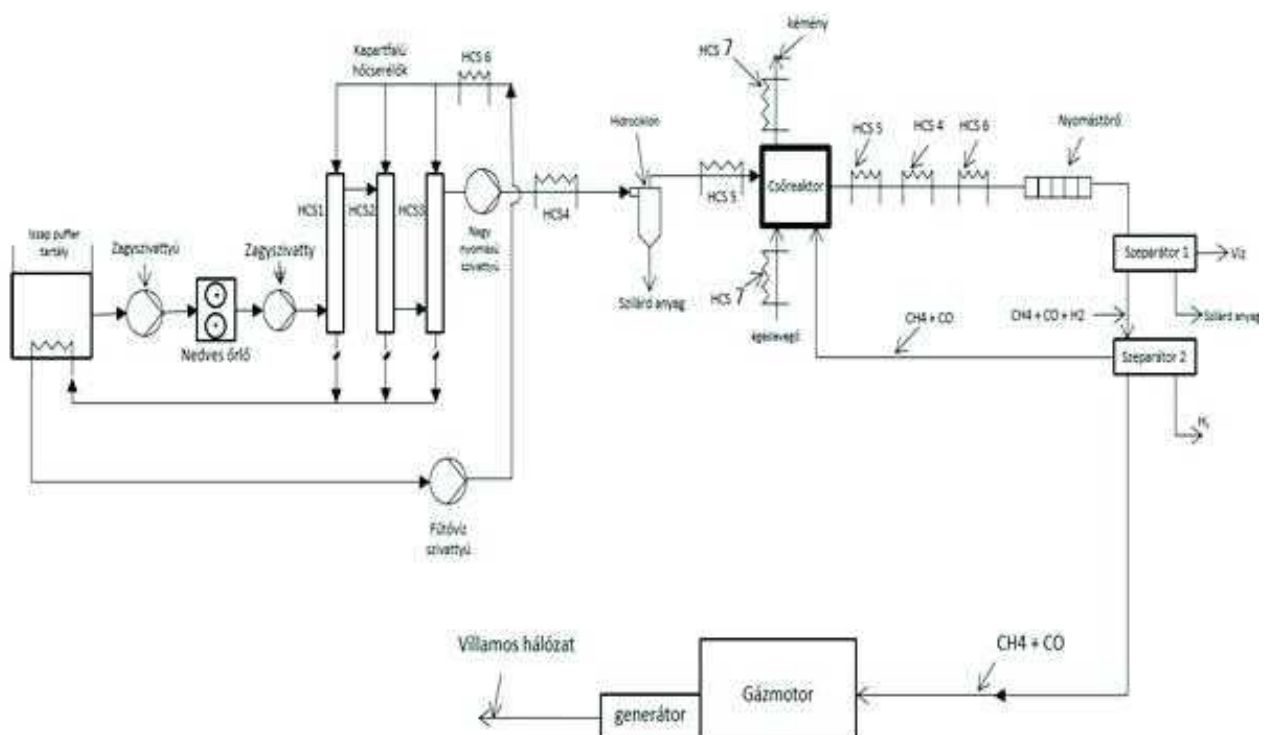 Kapartfalú
hőcserélők
HCS 6
Iszap puffer
tartály
Zagyszivattyú
Nedves őrlő
Zagyszivatty
HCS1
HCS2
HCS3
Nagy
nyomású
szivattyú
Fűtővíz
szivattyú
HCS4
Hidrociklon
Szilárd anyag
HCS 5
HCS 7
kémény
Csőreaktor
HCS 7
égéslevegő
HCS 5
HCS 4
HCS 6
Nyomástörő
Szeparátor 1
Víz
Szilárd anyag
CH4 + CO + H2
CH4 + CO
Szeparátor 2
H2
CH4 + CO
Gázmotor
generátor
Villamos hálózat